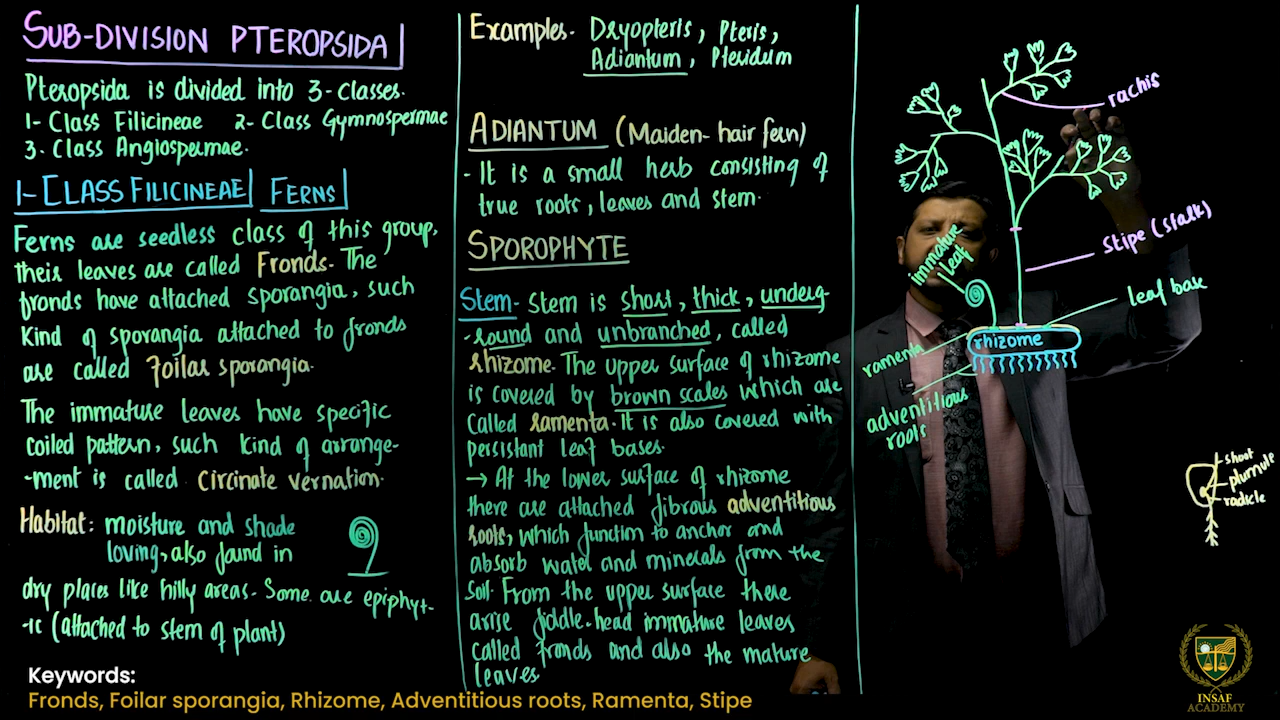 SUB-DIVISION PTEROPSIDA
Pteropsida is divided into 3-classes.
1- Class Filicineae 2- Class Gymnospermae
3. Class Angiospermae.
1-CLASS FILICINEAE FERNS
Ferns are seedless class of this group,
their leaves are called Fronds. The
fronds have attached sporangia, such
Kind of sporangia attached to fronds
are called Foilar sporangia.
The immature leaves have specific
coiled pattern, such kind of arrange-
-ment is called circinate vernation.
Habitat: moisture and shade
loving, also found in
dry places like hilly areas. Some are epiphyt-
-ic (attached to stem of plant)
Examples- Dryopteris, Pteris,
Adiantum, Pteridum
ADIANTUM (Maiden-hair fern)
- It is a small herb consisting of
true roots, leaves and stem.
SPOROPHYTE
Stem- Stem is short, thick, underg-
-round and unbranched, called
rhizome. The upper surface of rhizome
is covered by brown scales which are
called ramenta. It is also covered with
persistant leaf bases.
→ At the lower surface of rhizome
there are attached fibrous adventitious
roots, which function to anchor and
absorb water and minerals from the
soil. From the upper surface there
arise fiddle-head immature leaves
called fronds and also the mature
leaves.
rachis
stipe (stalk)
immature
leaf
leaf base
rhizome
ramenta
adventitious
roots
shoot
plumule
radicle
Keywords:
Fronds, Foilar sporangia, Rhizome, Adventitious roots, Ramenta, Stipe
INSAF
ACADEMY